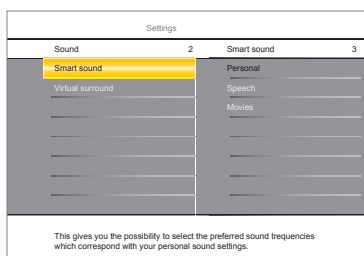 Settings
Sound 2 Smart sound 3
Smart sound Personal
Virtual surround Speech
Movies
This gives you the possibility to select the preferred sound trequencies
which correspond with your personal sound settings.